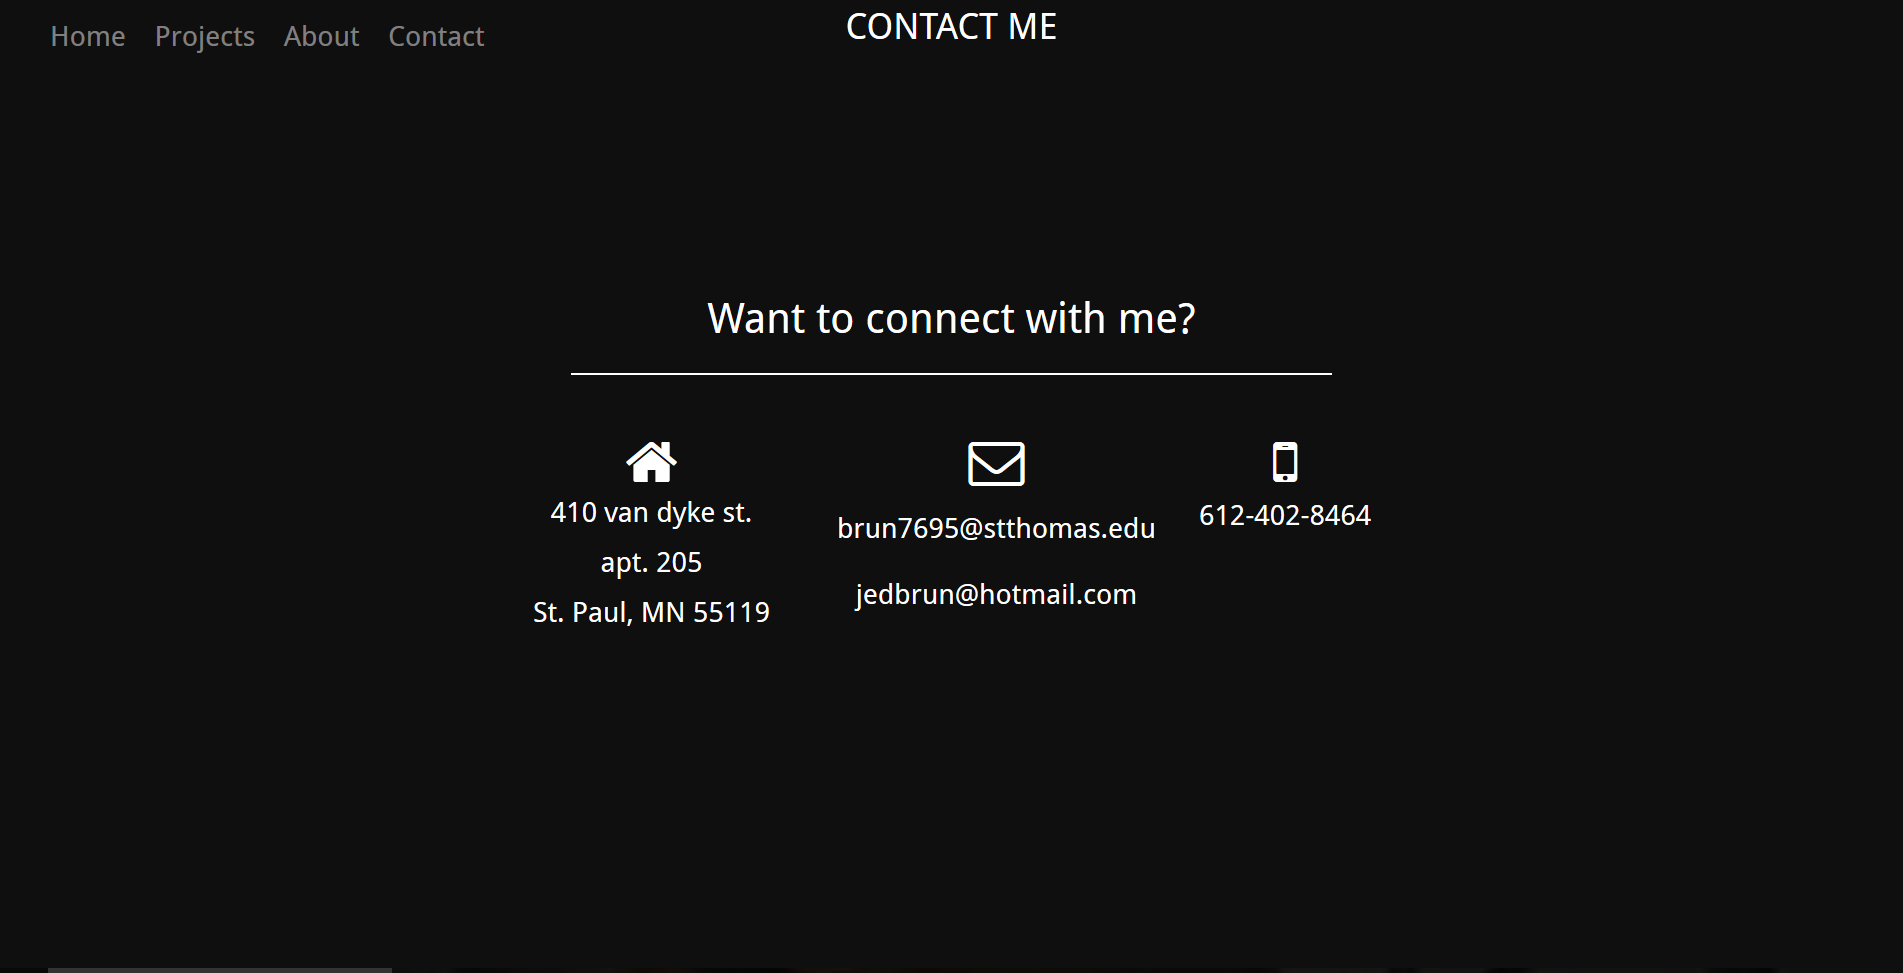 Home Projects About Contact
CONTACT ME
Want to connect with me?
410 van dyke st.
apt. 205
St. Paul, MN 55119
brun7695@stthomas.edu
jedbrun@hotmail.com
612-402-8464